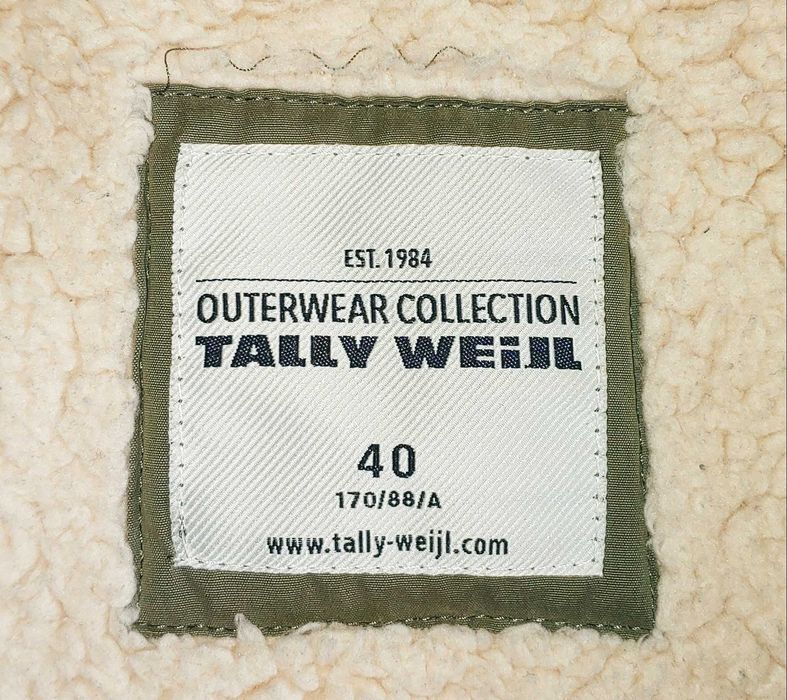 EST. 1984
OUTERWEAR COLLECTION
TALLY WEiJL
40
170/88/A
www.tally-weijl.com